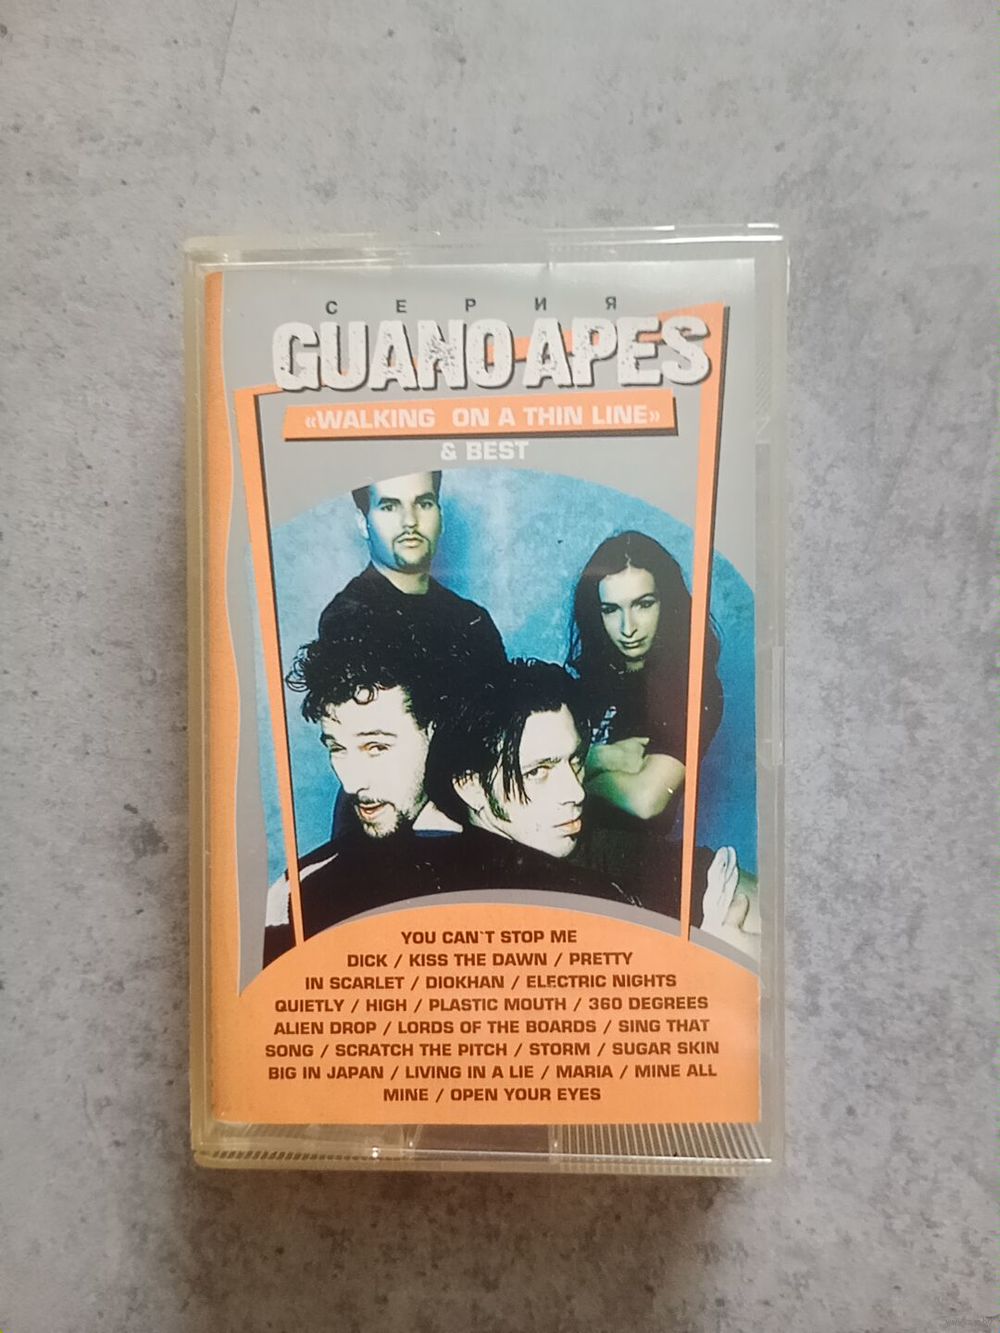 СЕРИЯ
GUANO APES
«WALKING ON A THIN LINE»
& BEST
YOU CAN`T STOP ME
DICK / KISS THE DAWN / PRETTY
IN SCARLET / DIOKHAN / ELECTRIC NIGHTS
QUIETLY / HIGH / PLASTIC MOUTH / 360 DEGREES
ALIEN DROP / LORDS OF THE BOARDS / SING THAT
SONG / SCRATCH THE PITCH / STORM / SUGAR SKIN
BIG IN JAPAN / LIVING IN A LIE / MARIA / MINE ALL
MINE / OPEN YOUR EYES